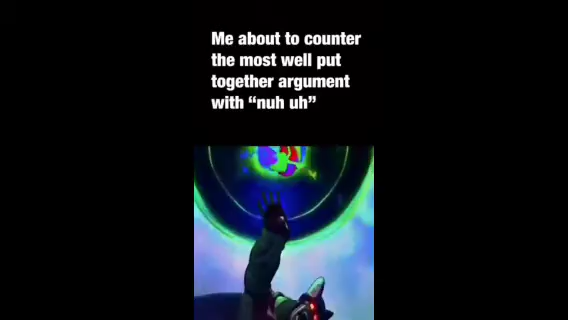 Me about to counter
the most well put
together argument
with “nuh uh”